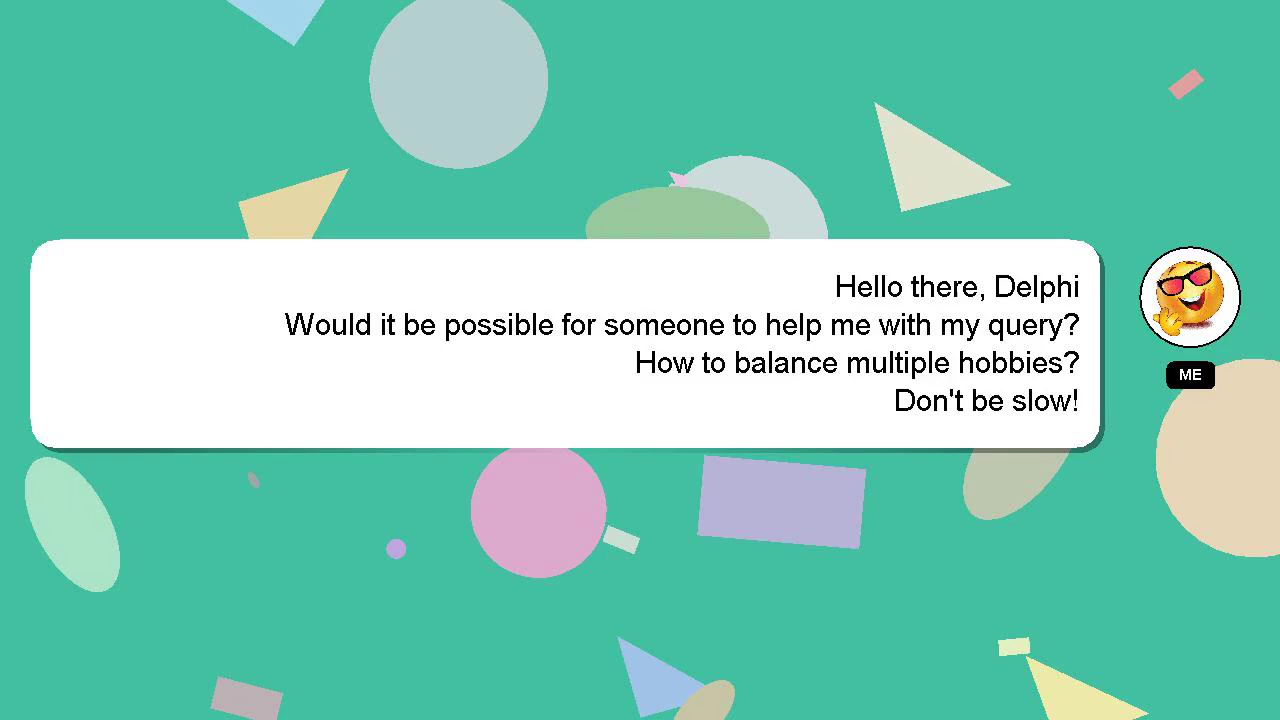 Hello there, Delphi
Would it be possible for someone to help me with my query?
How to balance multiple hobbies?
Don't be slow!
ME